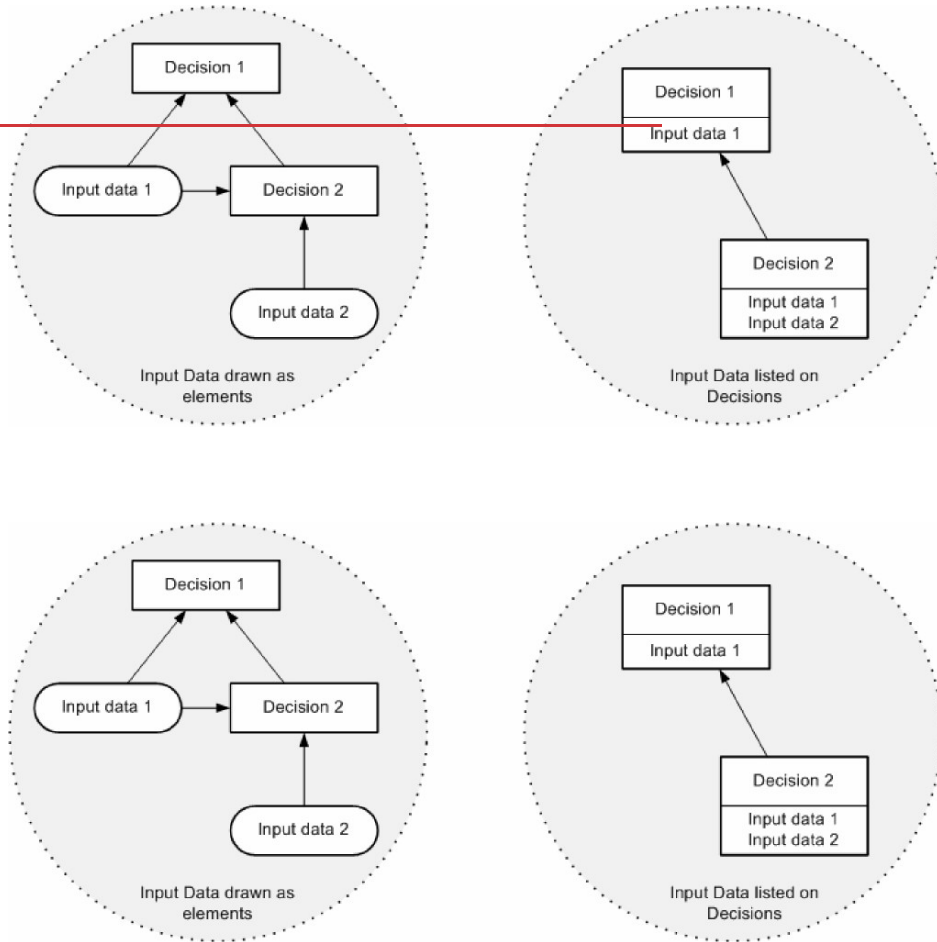 Decision 1
Input data 1
Decision 2
Input data 2
Input Data drawn as
elements
Decision 1
Input data 1
Decision 2
Input data 1
Input data 2
Input Data listed on
Decisions
Decision 1
Input data 1
Decision 2
Input data 2
Input Data drawn as
elements
Decision 1
Input data 1
Decision 2
Input data 1
Input data 2
Input Data listed on
Decisions